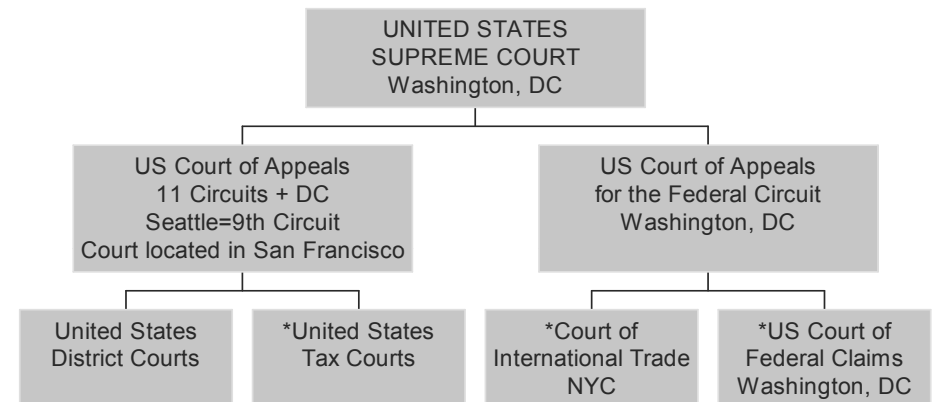 UNITED STATES
SUPREME COURT
Washington, DC
US Court of Appeals
11 Circuits + DC
Seattle=9th Circuit
Court located in San Francisco
US Court of Appeals
for the Federal Circuit
Washington, DC
United States
District Courts
*United States
Tax Courts
*Court of
International Trade
NYC
*US Court of
Federal Claims
Washington, DC